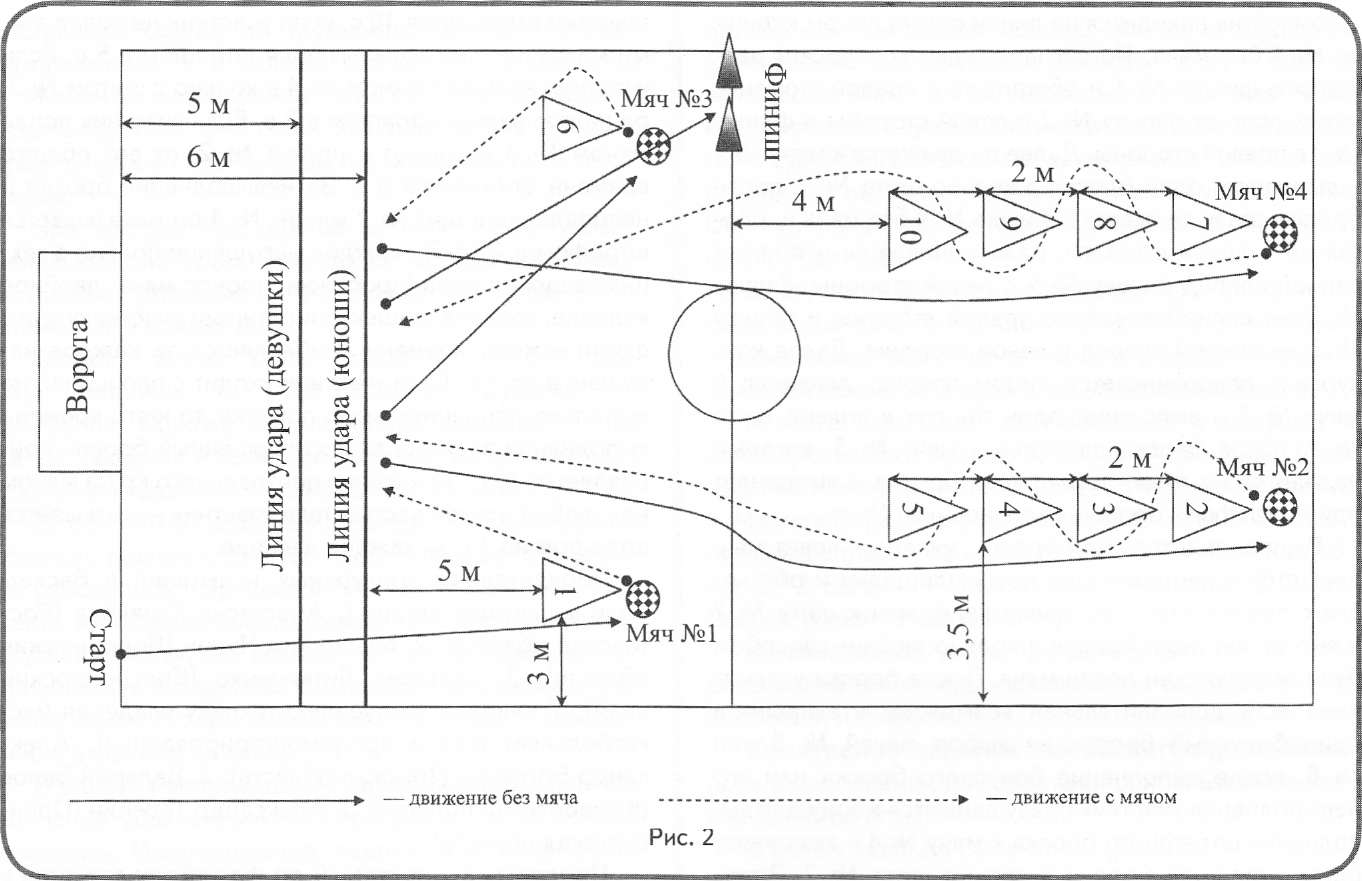 5 м
6 м
Ворота
Линия удара (девушки)
Линия удара (юноши)
Старт
Мяч №3
6
Финиш
4 м
2 м
Мяч №4
10
9
8
7
2 м
Мяч №2
5
4
3
2
5 м
1
Мяч №1
3 м
3,5 м
— движение без мяча
— движение с мячом
Рис. 2